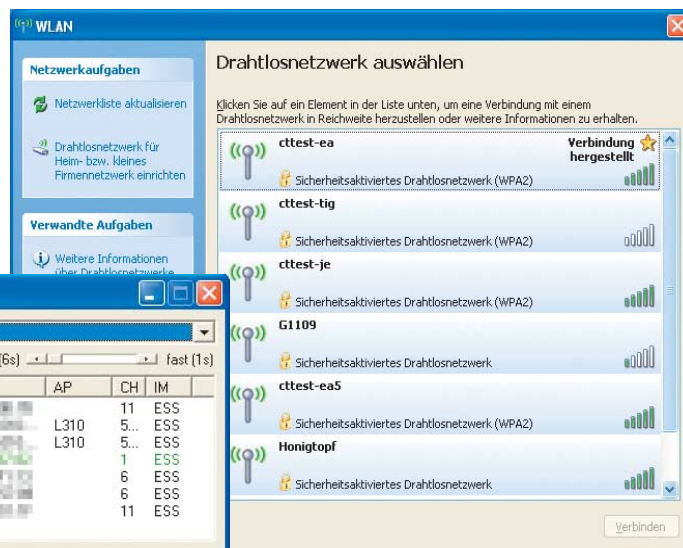 WLAN
Netzwerkaufgaben
Netzwerkliste aktualisieren
Drahtlosnetzwerk für
Heim- bzw. kleines
Firmennetzwerk einrichten
Verwandte Aufgaben
Weitere Informationen
über Drahtlosnetzwerke
Drahtlosnetzwerk auswählen
Klicken Sie auf ein Element in der Liste unten, um eine Verbindung mit einem
Drahtlosnetzwerk in Reichweite herzustellen oder weitere Informationen zu erhalten.
cttest-ea
Verbindung
hergestellt
Sicherheitsaktiviertes Drahtlosnetzwerk (WPA2)
cttest-tig
Sicherheitsaktiviertes Drahtlosnetzwerk (WPA2)
cttest-je
Sicherheitsaktiviertes Drahtlosnetzwerk (WPA2)
G1109
Sicherheitsaktiviertes Drahtlosnetzwerk
cttest-ea5
Sicherheitsaktiviertes Drahtlosnetzwerk (WPA2)
Honigtopf
Sicherheitsaktiviertes Drahtlosnetzwerk
Verbinden
(6s) fast (1s)
AP CH IM
11 ESS
L310 5... ESS
L310 5... ESS
1 ESS
6 ESS
6 ESS
11 ESS